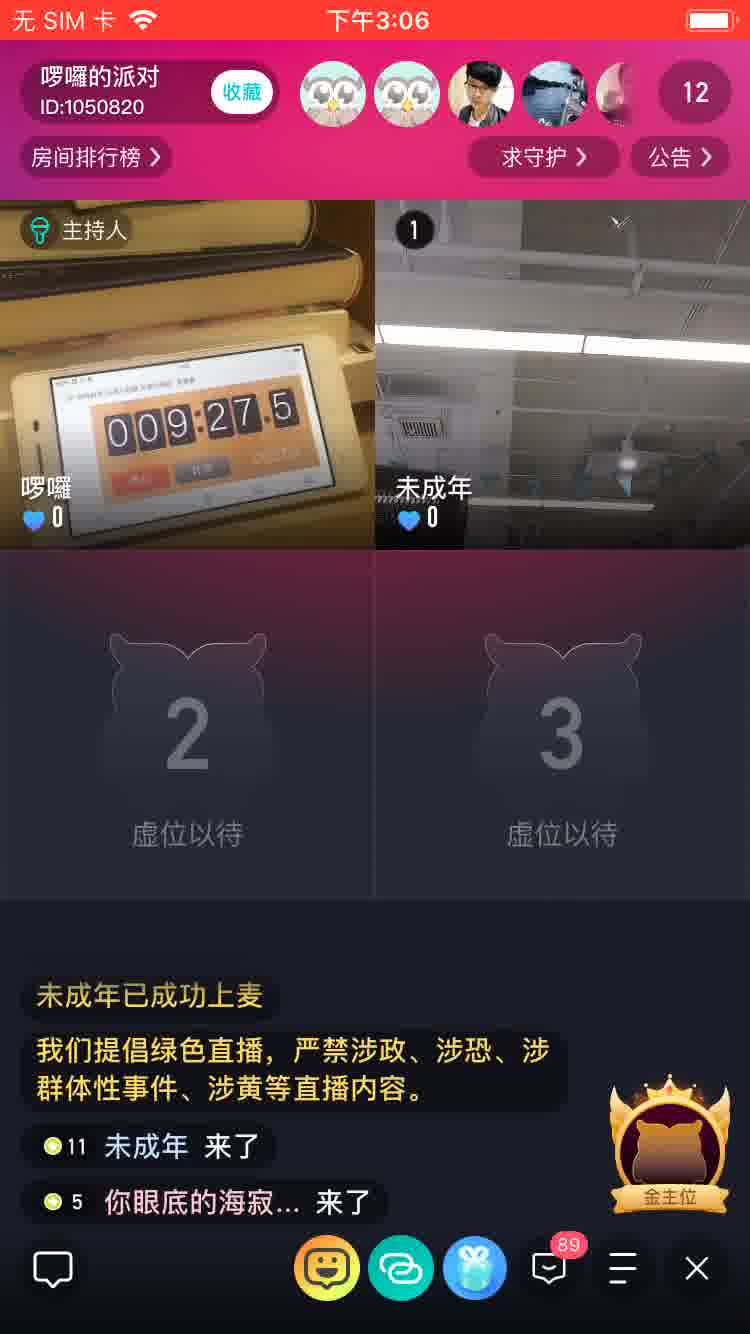 无 SIM 卡
下午3:06
啰囉的派对
ID:1050820
收藏
12
房间排行榜
求守护
公告
主持人
1
009:27.5
啰囉
0
未成年
0
2
虚位以待
3
虚位以待
未成年已成功上麦
我们提倡绿色直播，严禁涉政、涉恐、涉
群体性事件、涉黄等直播内容。
11 未成年 来了
5 你眼底的海寂... 来了
金主位
89